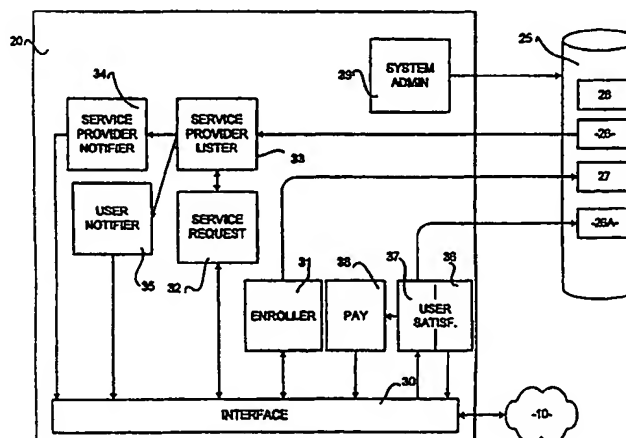 20
34
SERVICE
PROVIDER
NOTIFIER
SERVICE
PROVIDER
LISTER
33
29
SYSTEM
ADMIN
25
28
-26-
27
-26A-
USER
NOTIFIER
35
SERVICE
REQUEST
32
31
ENROLLER
38
PAY
37
36
USER
SATISF.
30
INTERFACE
-10-